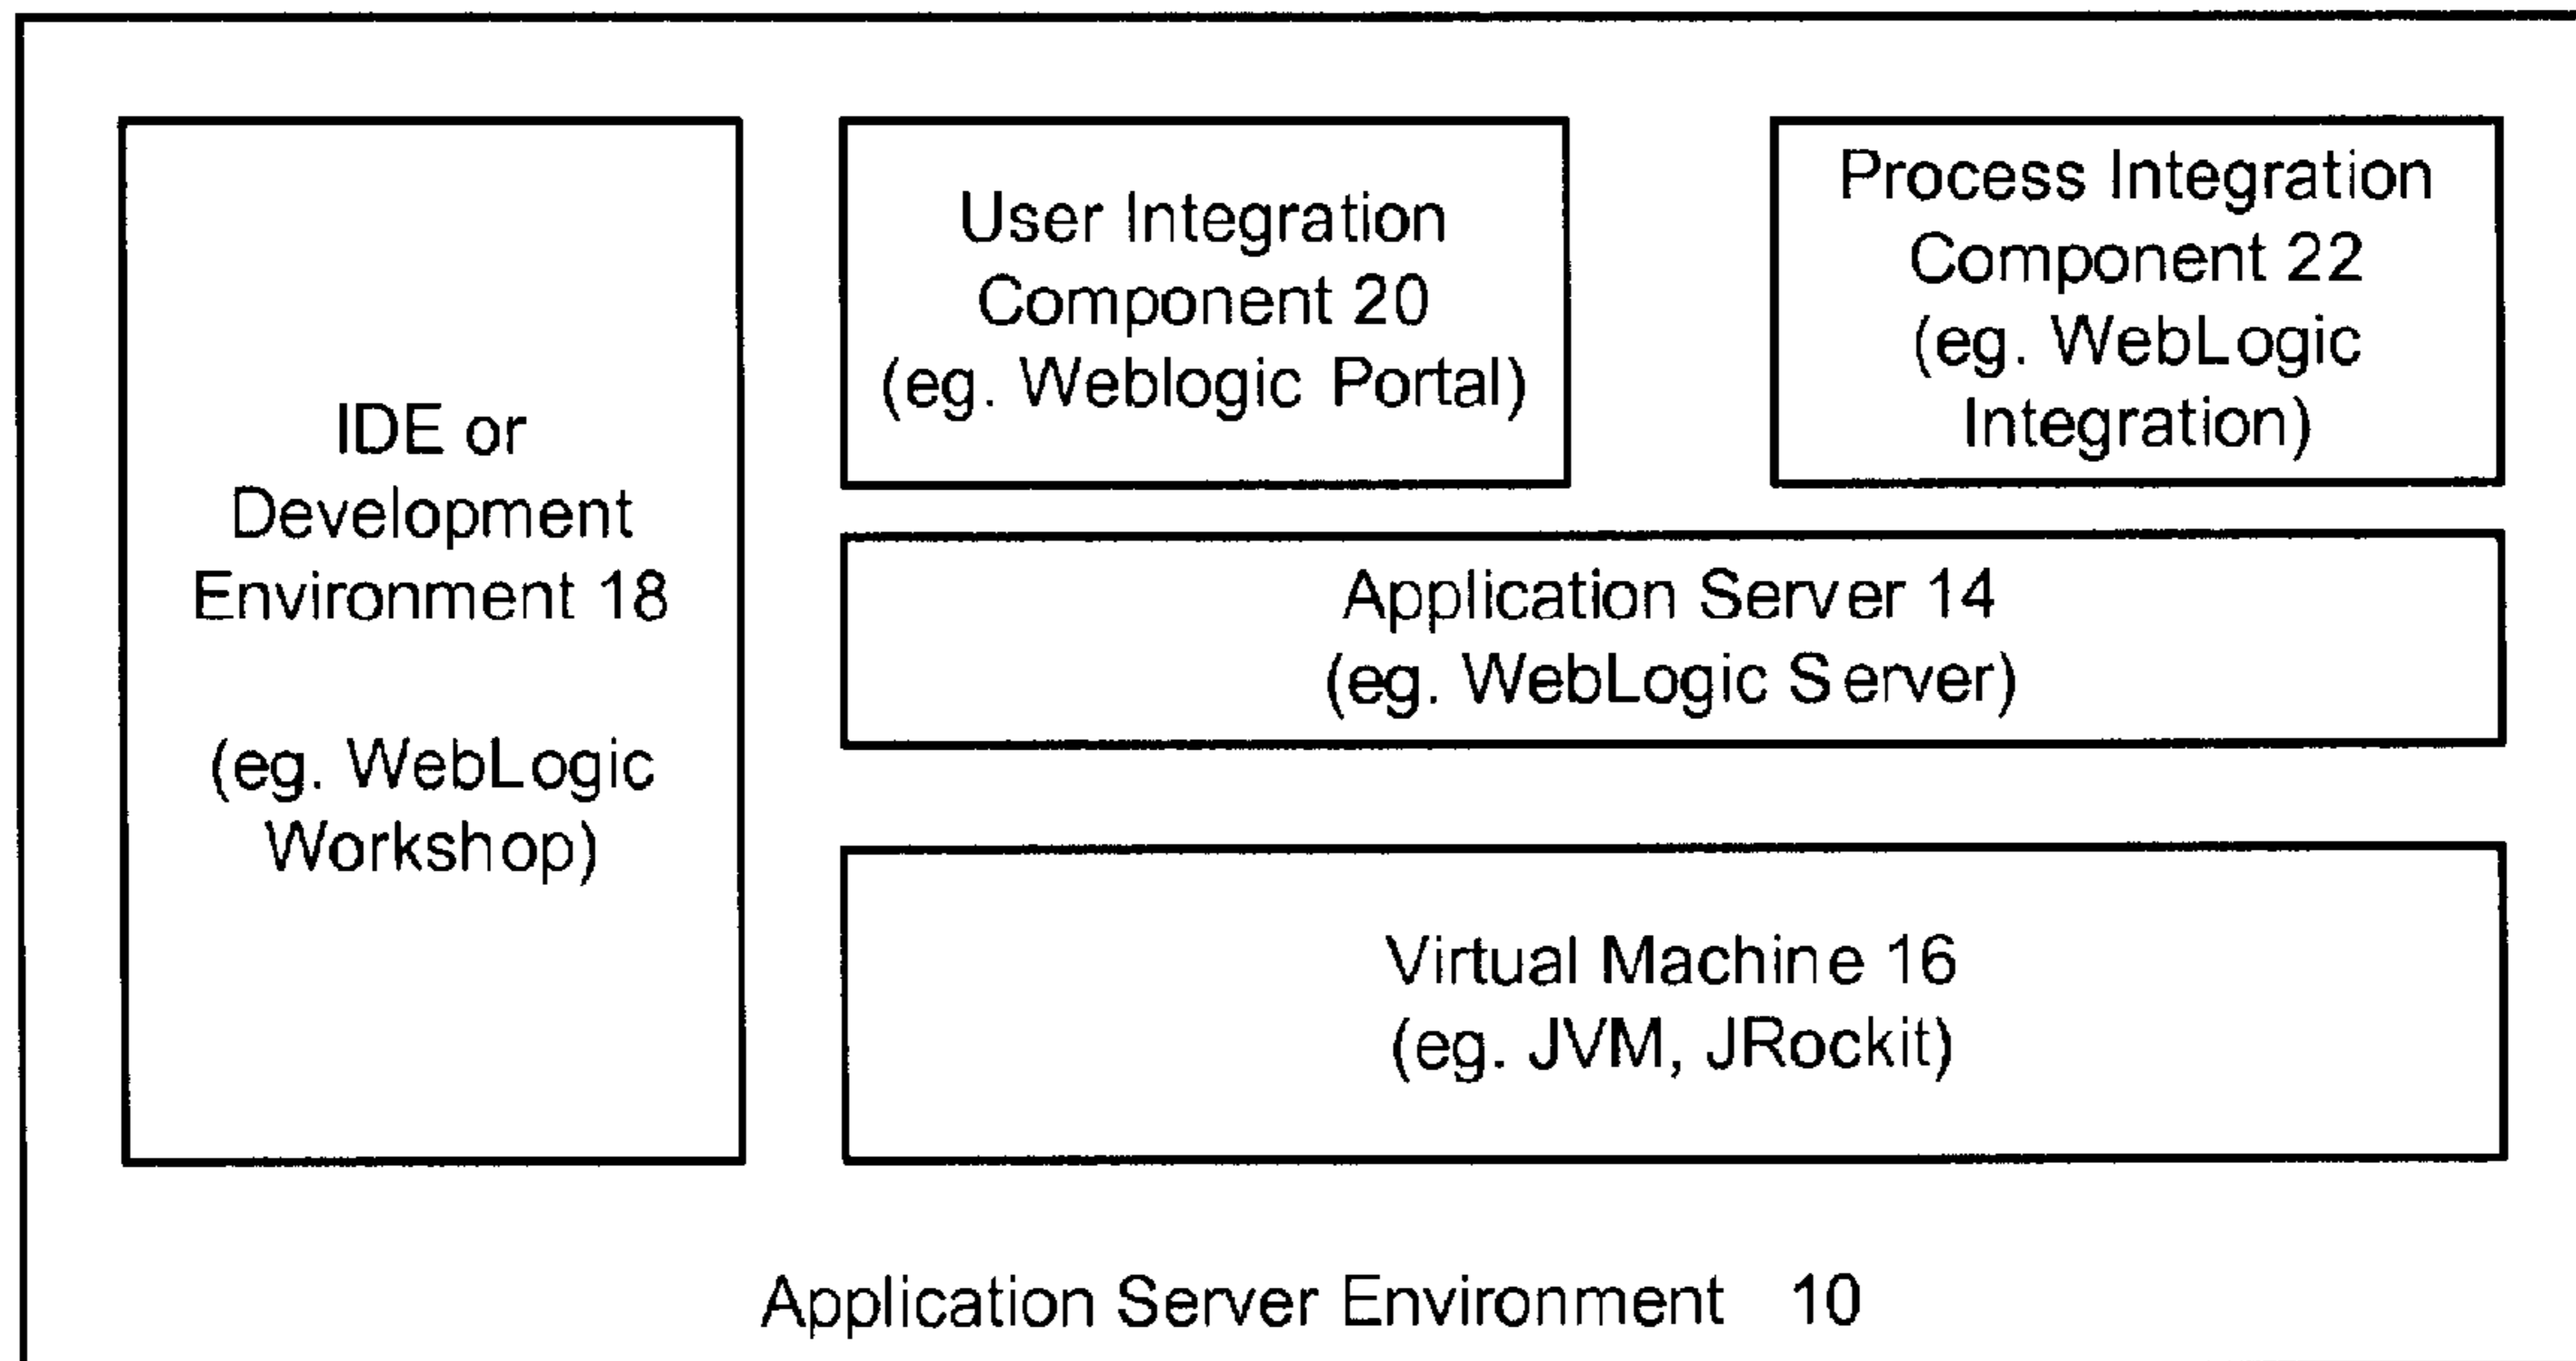 IDE or
Development
Environment 18
(eg. WebLogic
Workshop)
User Integration
Component 20
(eg. Weblogic Portal)
Process Integration
Component 22
(eg. WebLogic
Integration)
Application Server 14
(eg. WebLogic Server)
Virtual Machine 16
(eg. JVM, JRockit)
Application Server Environment 10